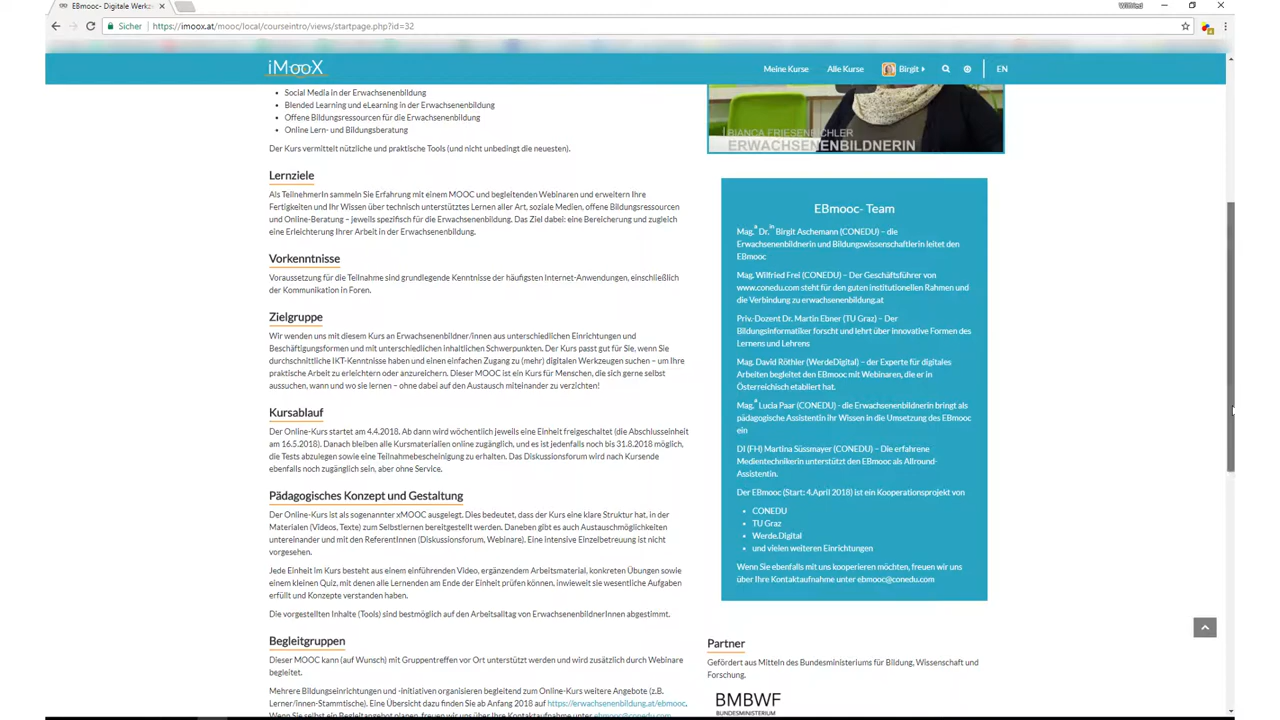 EBmooc- Digitale Werkz
Wilfried
Sicher https://imoox.at/mooc/local/courseintro/views/startpage.php?id=32
iMooX
Meine Kurse Alle Kurse Birgit EN
Social Media in der Erwachsenenbildung
Blended Learning und eLearning in der Erwachsenenbildung
Offene Bildungsressourcen für die Erwachsenenbildung
Online Lern- und Bildungsberatung
Der Kurs vermittelt nützliche und praktische Tools (und nicht unbedingt die neuesten).
Lernziele
Als TeilnehmerIn sammeln Sie Erfahrung mit einem MOOC und begleitenden Webinaren und erweitern Ihre
Fertigkeiten und Ihr Wissen über technisch unterstütztes Lernen aller Art, soziale Medien, offene Bildungsressourcen
und Online-Beratung – jeweils spezifisch für die Erwachsenenbildung. Das Ziel dabei: eine Bereicherung und zugleich
eine Erleichterung Ihrer Arbeit in der Erwachsenenbildung.
Vorkenntnisse
Voraussetzung für die Teilnahme sind grundlegende Kenntnisse der häufigsten Internet-Anwendungen, einschließlich
der Kommunikation in Foren.
Zielgruppe
Wir wenden uns mit diesem Kurs an Erwachsenenbildner/innen aus unterschiedlichen Einrichtungen und
Beschäftigungsformen und mit unterschiedlichen inhaltlichen Schwerpunkten. Der Kurs passt gut für Sie, wenn Sie
durchschnittliche IKT-Kenntnisse haben und einen einfachen Zugang zu (mehr) digitalen Werkzeugen suchen – um Ihre
praktische Arbeit zu erleichtern oder anzureichern. Dieser MOOC ist ein Kurs für Menschen, die sich gerne selbst
aussuchen, wann und wo sie lernen – ohne dabei auf den Austausch miteinander zu verzichten!
Kursablauf
Der Online-Kurs startet am 4.4.2018. Ab dann wird wöchentlich jeweils eine Einheit freigeschaltet (die Abschlusseinheit
am 16.5.2018). Danach bleiben alle Kursmaterialien online zugänglich, und es ist jedenfalls noch bis 31.8.2018 möglich,
die Tests abzulegen sowie eine Teilnahmebescheinigung zu erhalten. Das Diskussionsforum wird nach Kursende
ebenfalls noch zugänglich sein, aber ohne Service.
Pädagogisches Konzept und Gestaltung
Der Online-Kurs ist als sogenannter xMOOC ausgelegt. Dies bedeutet, dass der Kurs eine klare Struktur hat, in der
Materialen (Videos, Texte) zum Selbstlernen bereitgestellt werden. Daneben gibt es auch Austauschmöglichkeiten
untereinander und mit den ReferentInnen (Diskussionsforum, Webinare). Eine intensive Einzelbetreuung ist nicht
vorgesehen.
Jede Einheit im Kurs besteht aus einem einführenden Video, ergänzendem Arbeitsmaterial, konkreten Übungen sowie
einem kleinen Quiz, mit denen alle Lernenden am Ende der Einheit prüfen können, inwieweit sie wesentliche Aufgaben
erfüllt und Konzepte verstanden haben.
Die vorgestellten Inhalte (Tools) sind bestmöglich auf den Arbeitsalltag von ErwachsenenbildnerInnen abgestimmt.
Begleitgruppen
Dieser MOOC kann (auf Wunsch) mit Gruppentreffen vor Ort unterstützt werden und wird zusätzlich durch Webinare
begleitet.
Mehrere Bildungseinrichtungen und -initiativen organisieren begleitend zum Online-Kurs weitere Angebote (z.B.
Lerner/innen-Stammtische). Eine Übersicht dazu finden Sie ab Anfang 2018 auf https://erwachsenenbildung.at/ebmooc.
Wenn Sie selbst ein Begleitangebot planen, freuen wir uns über Ihre Kontaktaufnahme unter ebmooc@conedu.com
BIANCA FRIESENBICHLER
ERWACHSENENBILDNERIN
EBmooc- Team
Mag.a Dr.in Birgit Aschemann (CONEDU) – die
Erwachsenenbildnerin und Bildungswissenschaftlerin leitet den
EBmooc
Mag. Wilfried Frei (CONEDU) – Der Geschäftsführer von
www.conedu.com steht für den guten institutionellen Rahmen und
die Verbindung zu erwachsenenbildung.at
Priv.-Dozent Dr. Martin Ebner (TU Graz) – Der
Bildungsinformatiker forscht und lehrt über innovative Formen des
Lernens und Lehrens
Mag. David Röthler (WerdeDigital) – der Experte für digitales
Arbeiten begleitet den EBmooc mit Webinaren, die er in
Österreichisch etabliert hat.
Mag.a Lucia Paar (CONEDU) - die Erwachsenenbildnerin bringt als
pädagogische Assistentin ihr Wissen in die Umsetzung des EBmooc
ein
DI (FH) Martina Süssmayer (CONEDU) – Die erfahrene
Medientechnikerin unterstützt den EBmooc als Allround-
Assistentin.
Der EBmooc (Start: 4.April 2018) ist ein Kooperationsprojekt von
CONEDU
TU Graz
Werde.Digital
und vielen weiteren Einrichtungen
Wenn Sie ebenfalls mit uns kooperieren möchten, freuen wir uns
über Ihre Kontaktaufnahme unter ebmooc@conedu.com
Partner
Gefördert aus Mitteln des Bundesministeriums für Bildung, Wissenschaft und
Forschung.
BMBWF
BUNDESMINISTERIUM